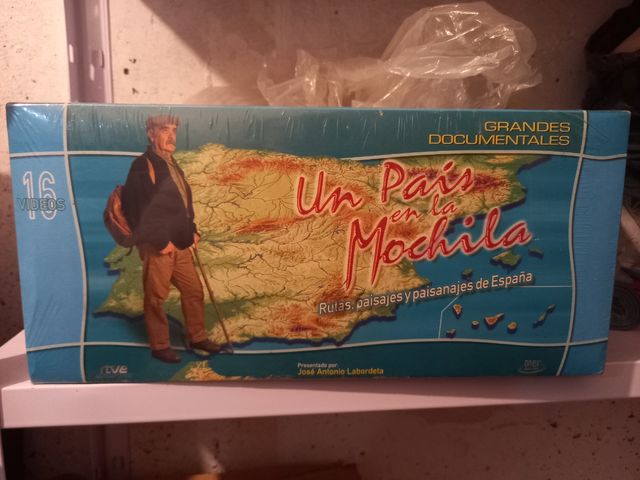 GRANDES
DOCUMENTALES
16
VIDEOS
Un País
en la
Mochila
Rutas, paisajes y paisanajes de España
Presentado por:
José Antonio Labordeta
rtve